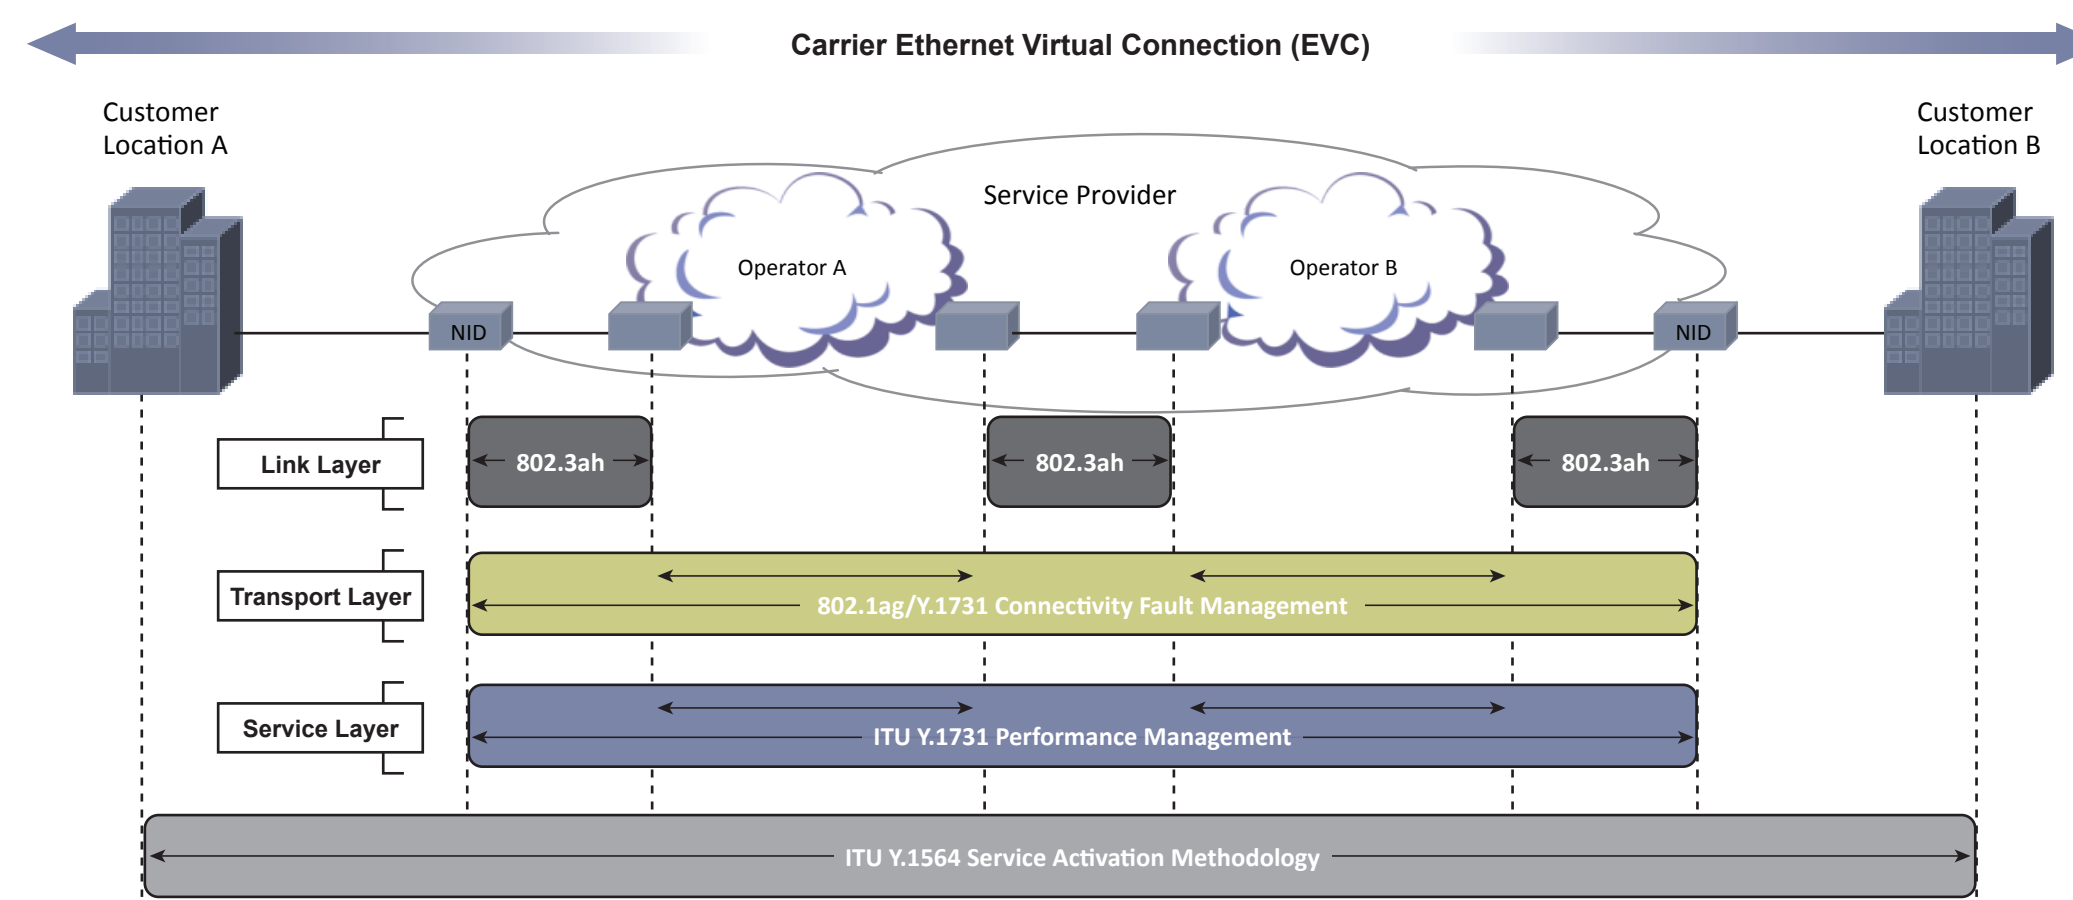 Carrier Ethernet Virtual Connection (EVC)
Customer
Location A
Customer
Location B
Service Provider
Operator A
Operator B
NID
NID
Link Layer
802.3ah
802.3ah
802.3ah
Transport Layer
802.1ag/Y.1731 Connectivity Fault Management
Service Layer
ITU Y.1731 Performance Management
ITU Y.1564 Service Activation Methodology